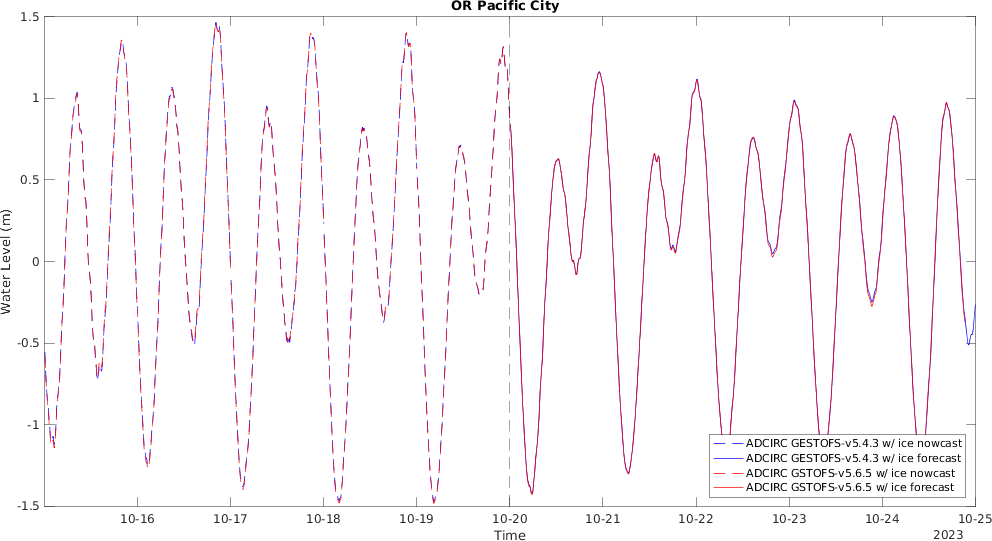 OR Pacific City
1.5
1
0.5
0
-0.5
-1
-1.5
Water Level (m)
10-16 10-17 10-18 10-19 10-20 10-21 10-22 10-23 10-24 10-25
Time
2023
ADCIRC GESTOFS-v5.4.3 w/ ice nowcast
ADCIRC GESTOFS-v5.4.3 w/ ice forecast
ADCIRC GSTOFS-v5.6.5 w/ ice nowcast
ADCIRC GSTOFS-v5.6.5 w/ ice forecast